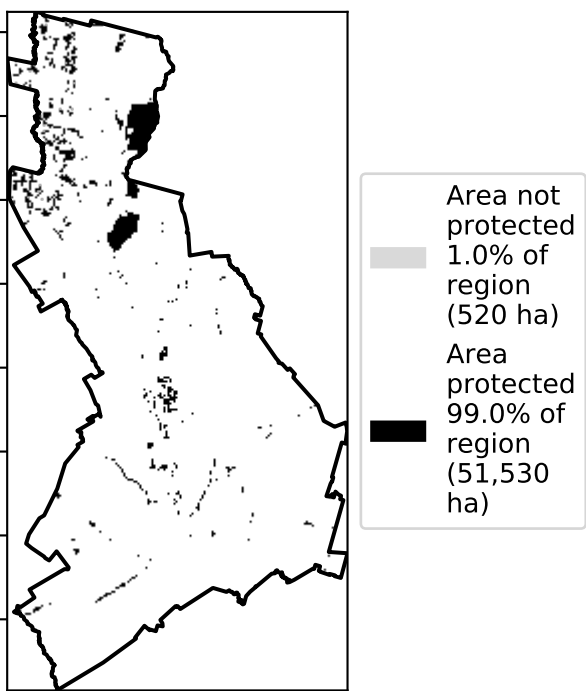 Area not
protected
1.0% of
region
(520 ha)
Area
protected
99.0% of
region
(51,530
ha)